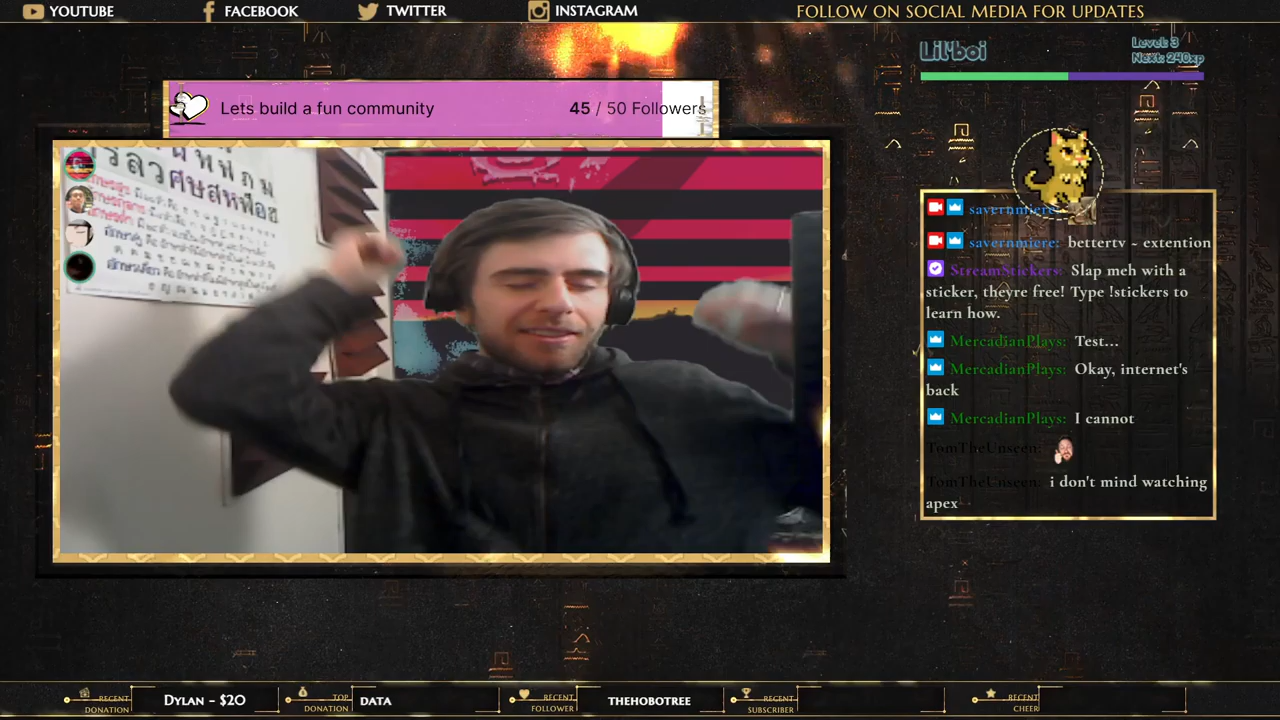 YOUTUBE
FACEBOOK
TWITTER
INSTAGRAM
FOLLOW ON SOCIAL MEDIA FOR UPDATES
Lil'boi
Level: 3
Next: 240xp
Lets build a fun community
45 / 50 Followers
savernmiere:
savernmiere: bettertv ~ extention
StreamStickers: Slap meh with a
sticker, theyre free! Type !stickers to
learn how.
MercadianPlays: Test...
MercadianPlays: Okay, internet's
back
MercadianPlays: I cannot
TomTheUnseen:
TomTheUnseen: i don't mind watching
apex
RECENT
DONATION
DYLAN - $20
TOP
DONATION
DATA
RECENT
FOLLOWER
THEHOBOTREE
RECENT
SUBSCRIBER
RECENT
CHEER